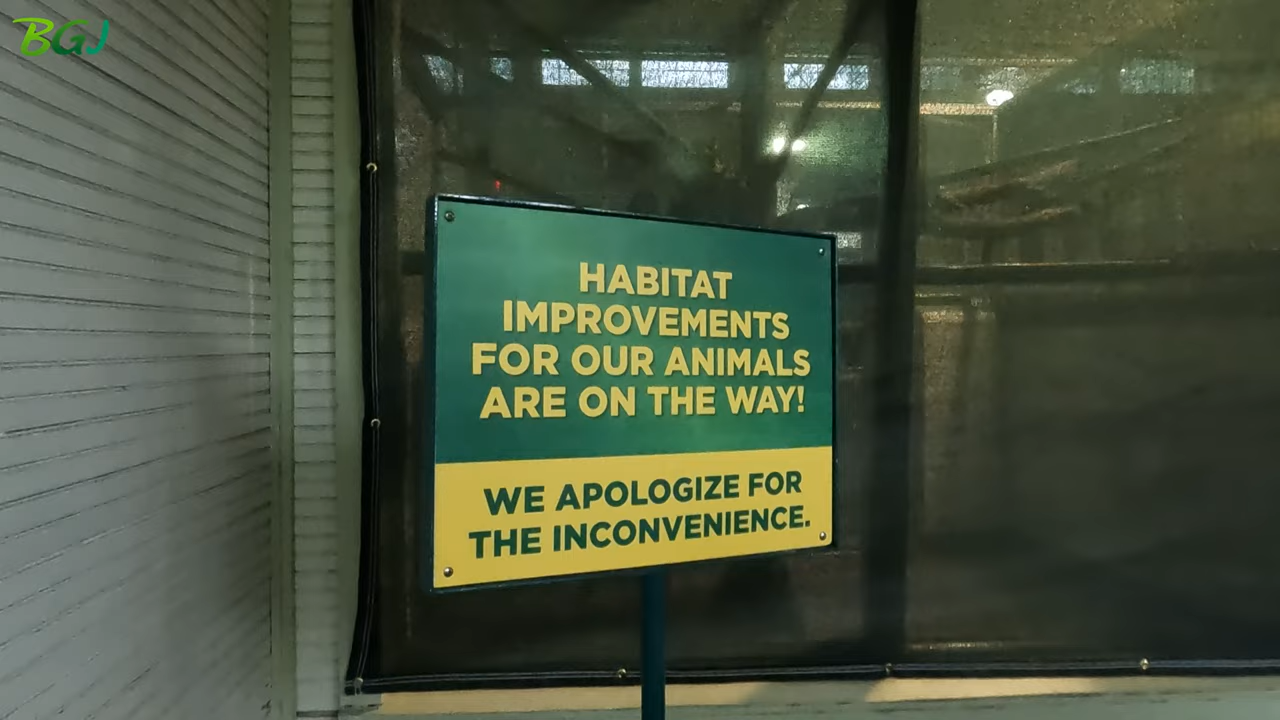 BGJ
HABITAT
IMPROVEMENTS
FOR OUR ANIMALS
ARE ON THE WAY!
WE APOLOGIZE FOR
THE INCONVENIENCE.